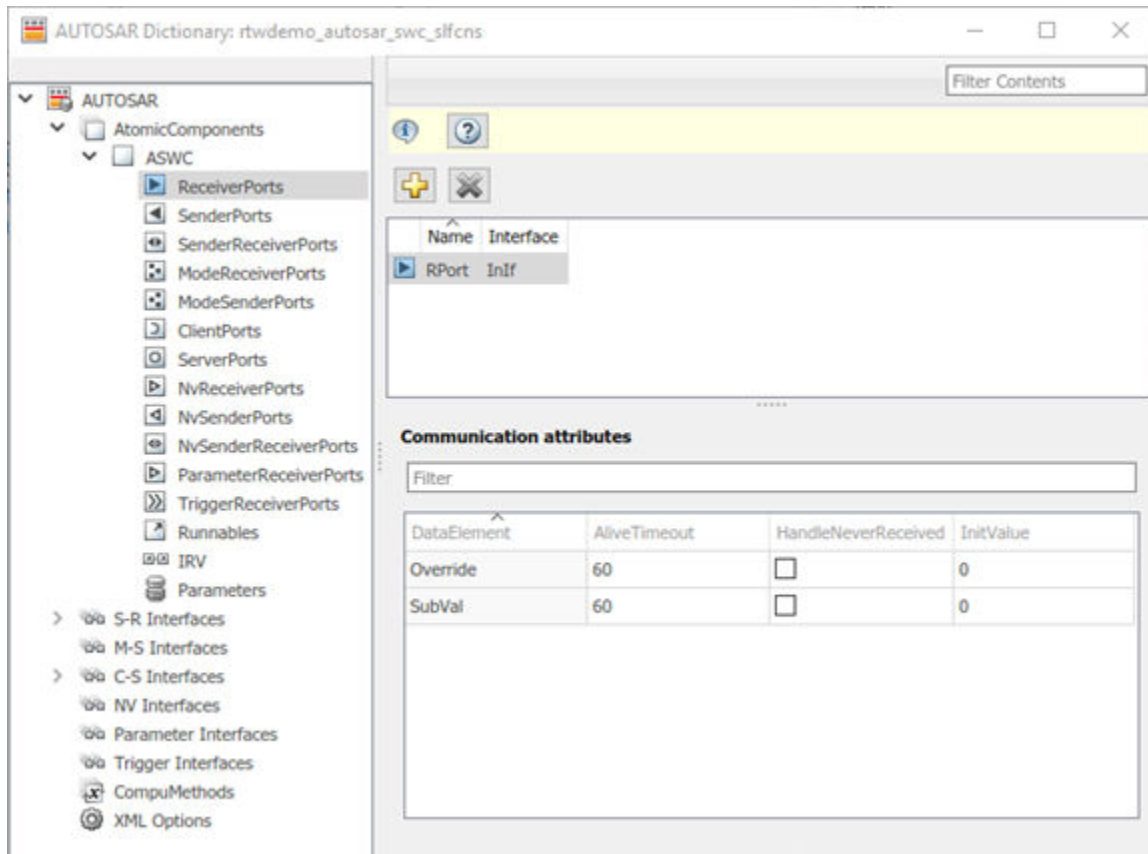 AUTOSAR Dictionary: rtwdemo_autosar_swc_slfcns
Filter Contents
AUTOSAR
AtomicComponents
ASWC
ReceiverPorts
SenderPorts
SenderReceiverPorts
ModeReceiverPorts
ModeSenderPorts
ClientPorts
ServerPorts
NvReceiverPorts
NvSenderPorts
NvSenderReceiverPorts
ParameterReceiverPorts
TriggerReceiverPorts
Runnables
IRV
Parameters
S-R Interfaces
M-S Interfaces
C-S Interfaces
NV Interfaces
Parameter Interfaces
Trigger Interfaces
CompuMethods
XML Options
Name Interface
RPort InIf
Communication attributes
Filter
DataElement AliveTimeout HandleNeverReceived InitValue
Override 60 0
SubVal 60 0